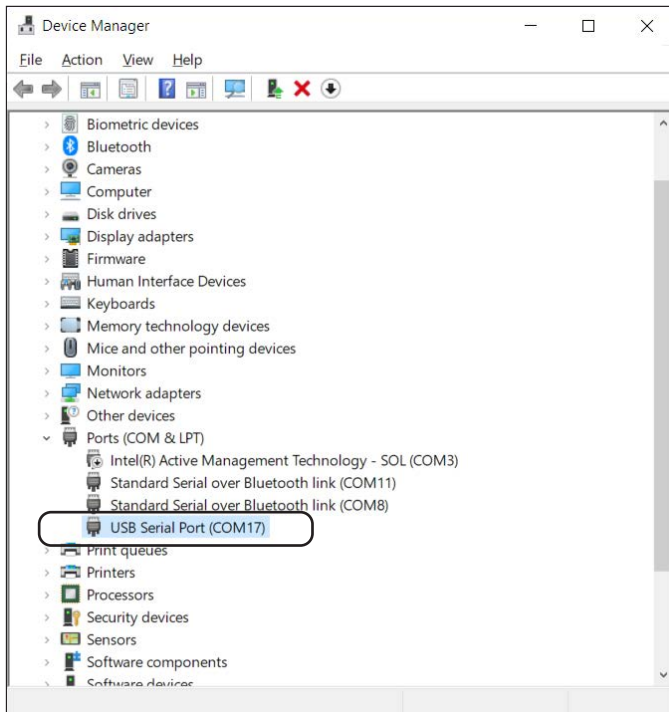 Device Manager
File Action View Help
Biometric devices
Bluetooth
Cameras
Computer
Disk drives
Display adapters
Firmware
Human Interface Devices
Keyboards
Memory technology devices
Mice and other pointing devices
Monitors
Network adapters
Other devices
Ports (COM & LPT)
Intel(R) Active Management Technology - SOL (COM3)
Standard Serial over Bluetooth link (COM11)
Standard Serial over Bluetooth link (COM8)
USB Serial Port (COM17)
Print queues
Printers
Processors
Security devices
Sensors
Software components
Software devices